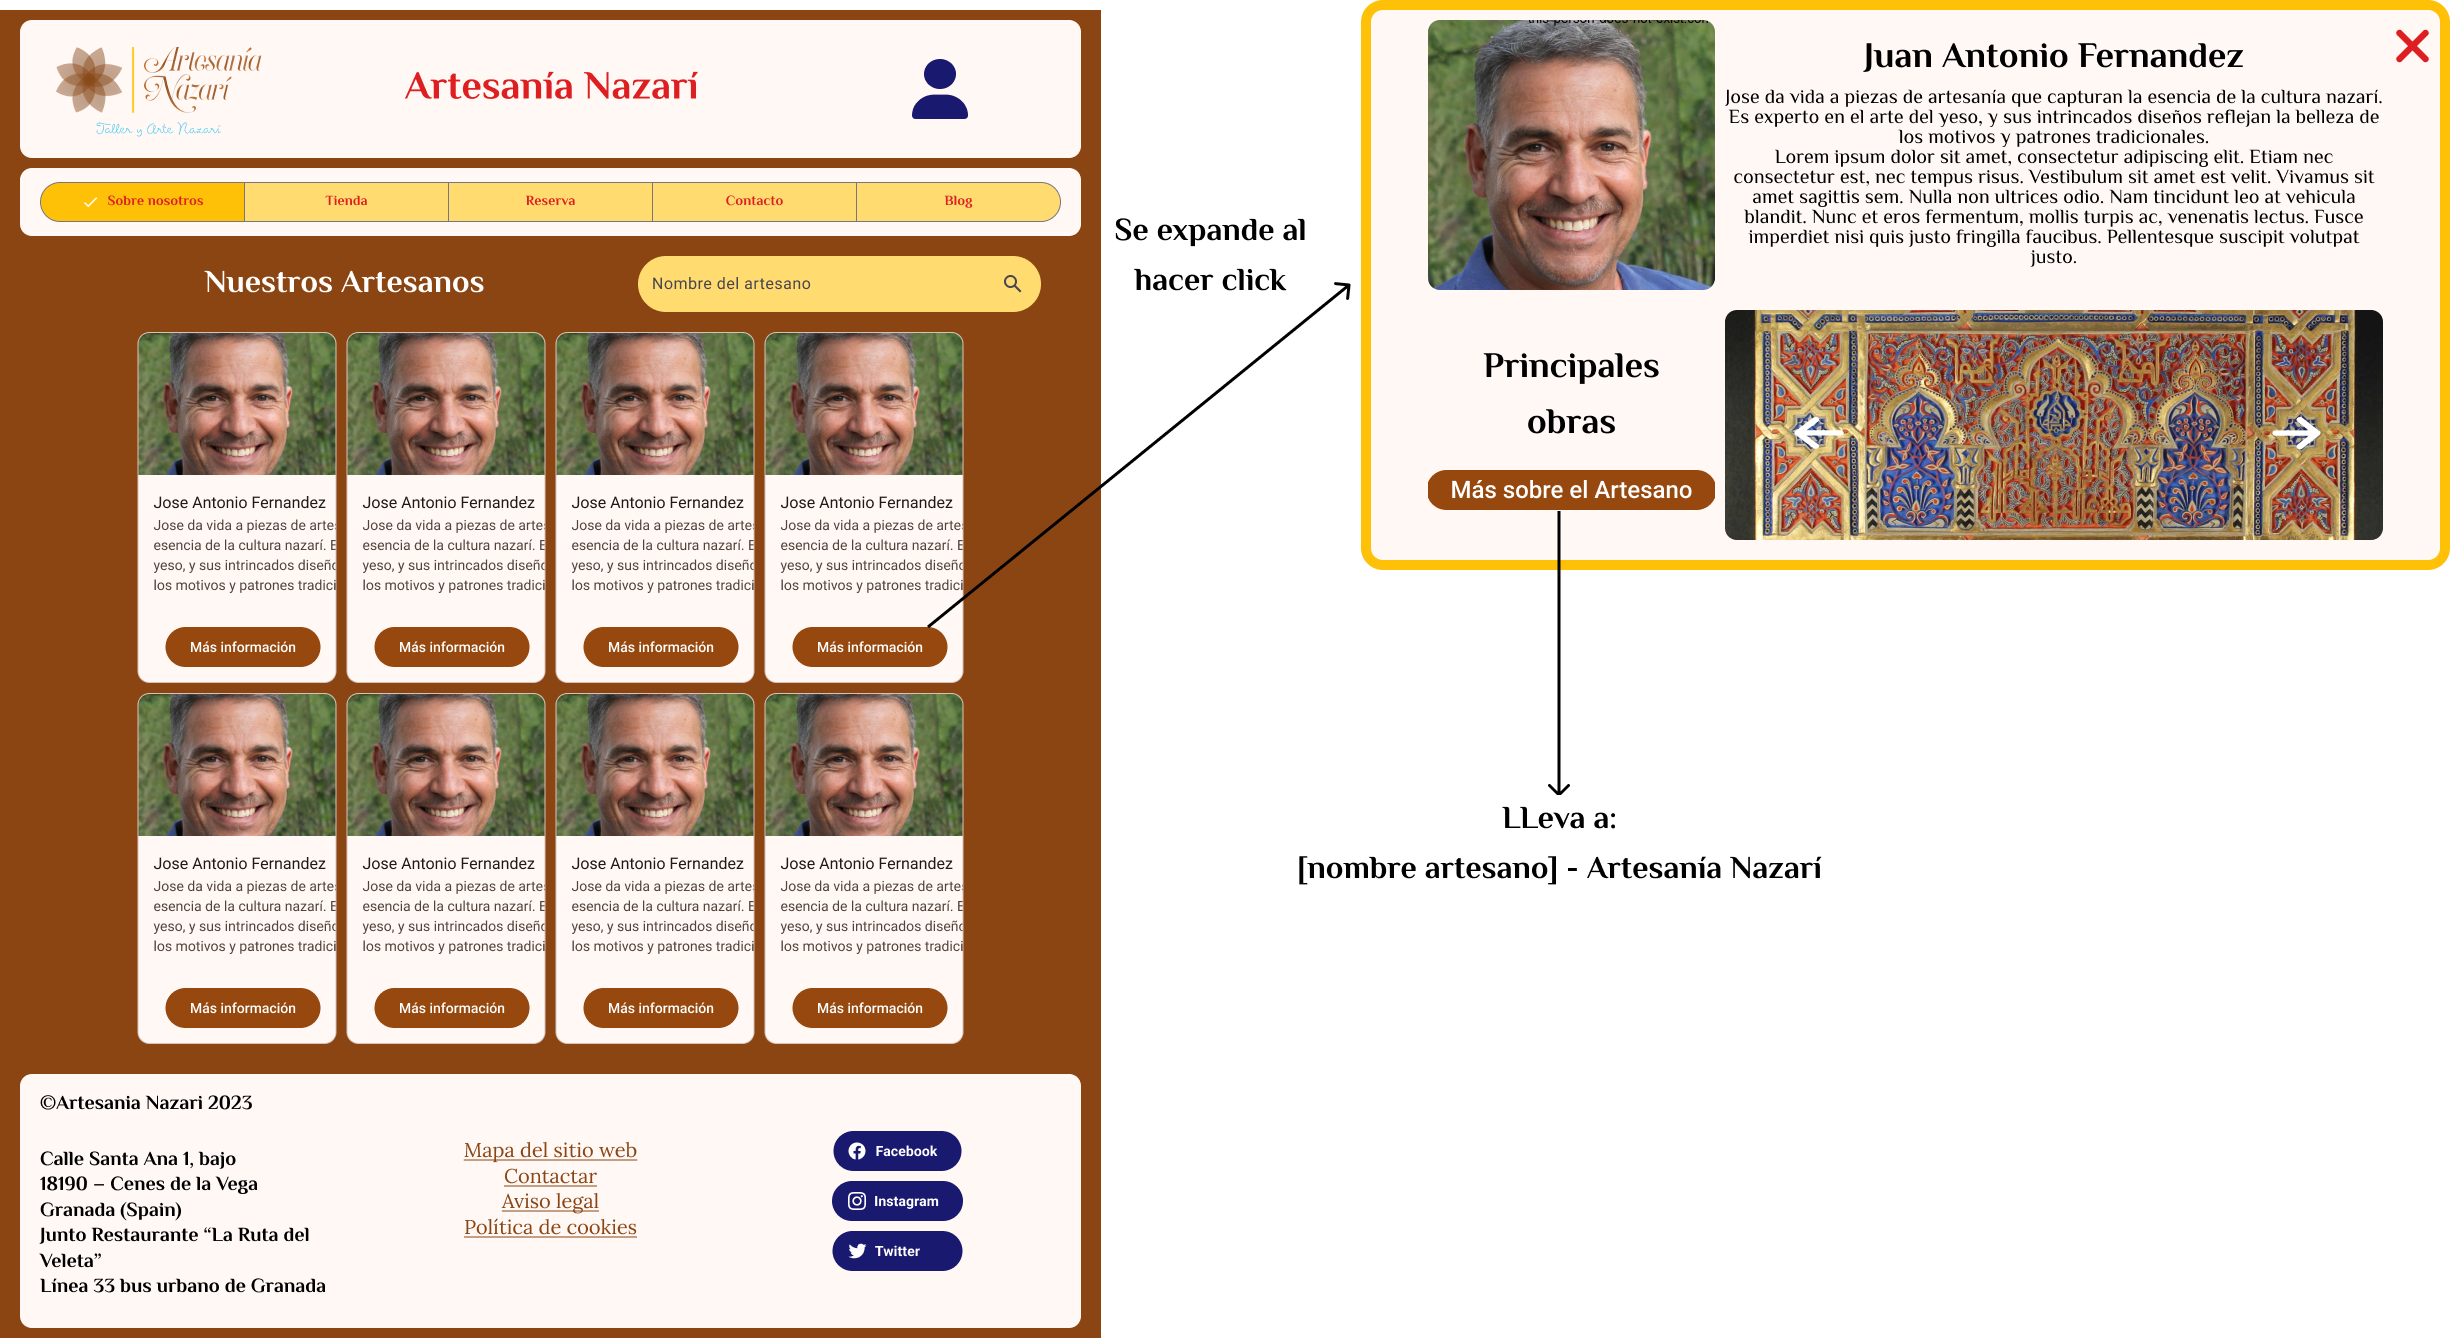 Artesanía
Nazarí
Taller y Arte Nazarí
Artesanía Nazarí
Sobre nosotros
Tienda
Reserva
Contacto
Blog
Nuestros Artesanos
Nombre del artesano
Jose Antonio Fernandez
Jose da vida a piezas de arte
esencia de la cultura nazarí. E
yeso, y sus intrincados diseño
los motivos y patrones tradici
Más información
Jose Antonio Fernandez
Jose da vida a piezas de arte
esencia de la cultura nazarí. E
yeso, y sus intrincados diseño
los motivos y patrones tradici
Más información
Jose Antonio Fernandez
Jose da vida a piezas de arte
esencia de la cultura nazarí. E
yeso, y sus intrincados diseño
los motivos y patrones tradici
Más información
Jose Antonio Fernandez
Jose da vida a piezas de arte
esencia de la cultura nazarí. E
yeso, y sus intrincados diseño
los motivos y patrones tradici
Más información
Jose Antonio Fernandez
Jose da vida a piezas de arte
esencia de la cultura nazarí. E
yeso, y sus intrincados diseño
los motivos y patrones tradici
Más información
Jose Antonio Fernandez
Jose da vida a piezas de arte
esencia de la cultura nazarí. E
yeso, y sus intrincados diseño
los motivos y patrones tradici
Más información
Jose Antonio Fernandez
Jose da vida a piezas de arte
esencia de la cultura nazarí. E
yeso, y sus intrincados diseño
los motivos y patrones tradici
Más información
Jose Antonio Fernandez
Jose da vida a piezas de arte
esencia de la cultura nazarí. E
yeso, y sus intrincados diseño
los motivos y patrones tradici
Más información
©Artesania Nazari 2023
Calle Santa Ana 1, bajo
18190 – Cenes de la Vega
Granada (Spain)
Junto Restaurante “La Ruta del
Veleta”
Línea 33 bus urbano de Granada
Mapa del sitio web
Contactar
Aviso legal
Política de cookies
Facebook
Instagram
Twitter
Se expande al
hacer click
this-person-does-not-exist.com
Juan Antonio Fernandez
Jose da vida a piezas de artesanía que capturan la esencia de la cultura nazarí.
Es experto en el arte del yeso, y sus intrincados diseños reflejan la belleza de
los motivos y patrones tradicionales.
Lorem ipsum dolor sit amet, consectetur adipiscing elit. Etiam nec
consectetur est, nec tempus risus. Vestibulum sit amet est velit. Vivamus sit
amet sagittis sem. Nulla non ultrices odio. Nam tincidunt leo at vehicula
blandit. Nunc et eros fermentum, mollis turpis ac, venenatis lectus. Fusce
imperdiet nisi quis justo fringilla faucibus. Pellentesque suscipit volutpat
justo.
Principales
obras
Más sobre el Artesano
LLeva a:
[nombre artesano] - Artesanía Nazarí